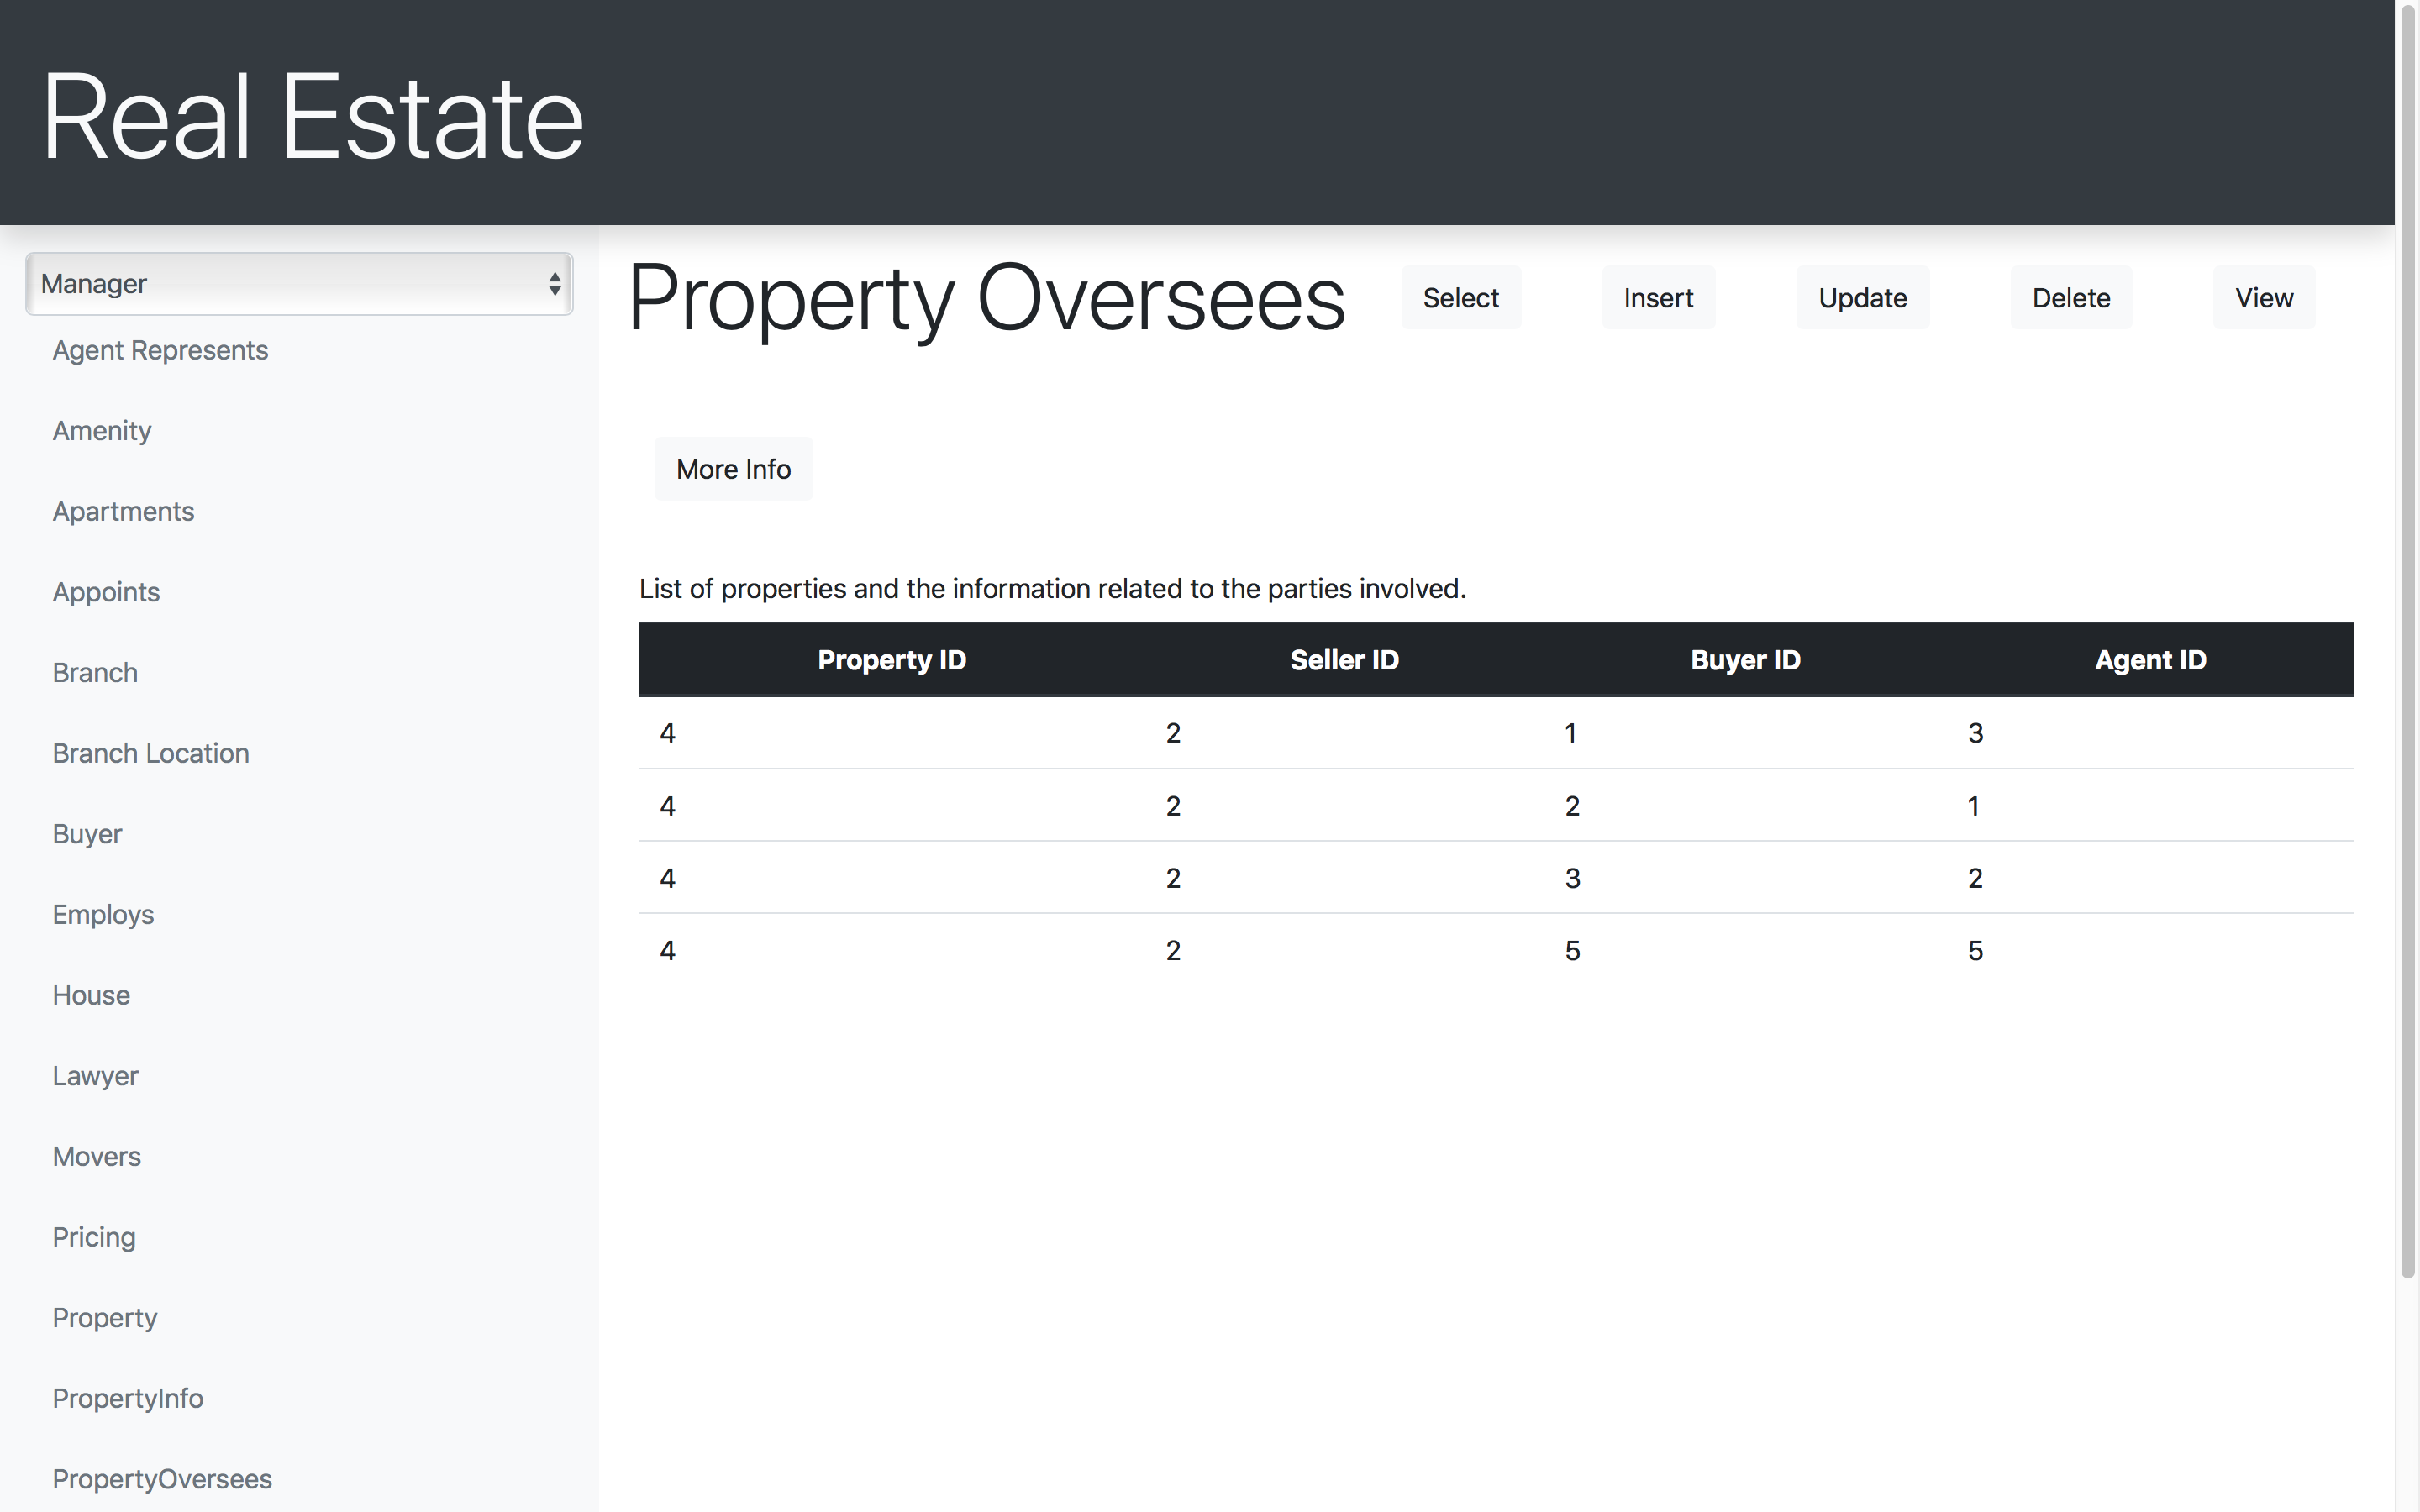 Real Estate
Manager
Agent Represents
Amenity
Apartments
Appoints
Branch
Branch Location
Buyer
Employs
House
Lawyer
Movers
Pricing
Property
PropertyInfo
PropertyOversees
Property Oversees Select Insert Update Delete View
More Info
List of properties and the information related to the parties involved.
Property ID Seller ID Buyer ID Agent ID
4 2 1 3
4 2 2 1
4 2 3 2
4 2 5 5